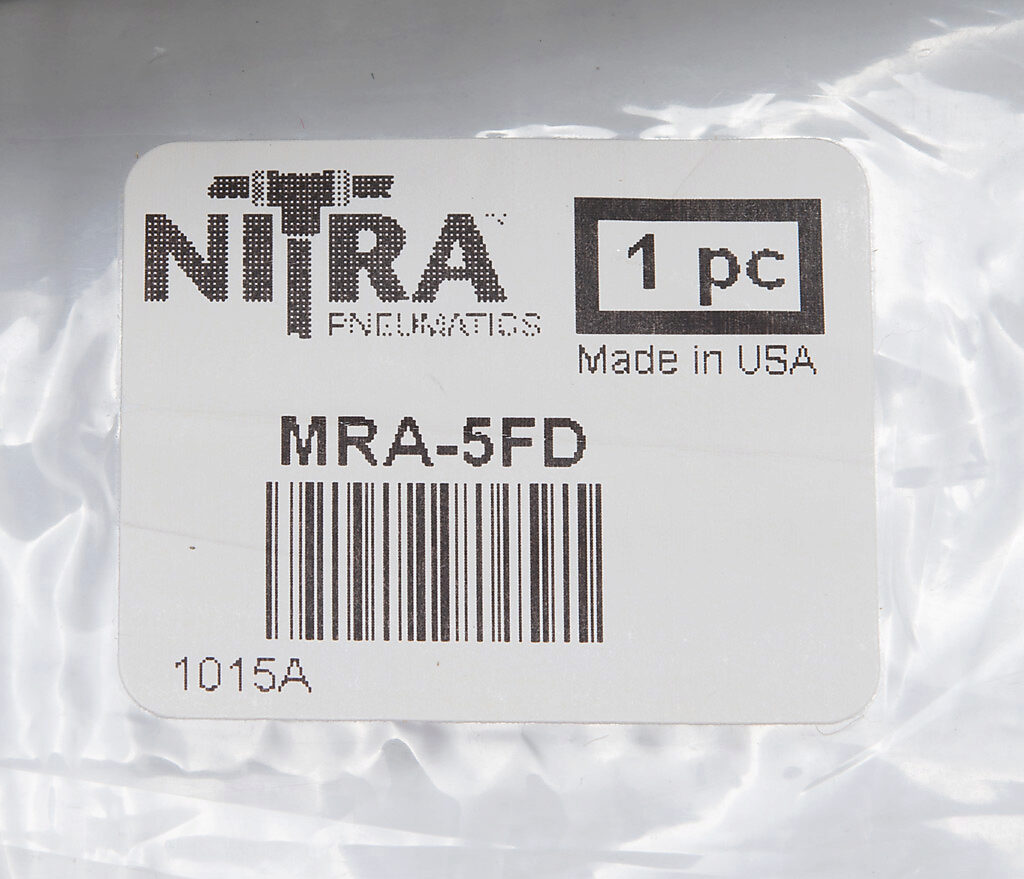 NITRA
PNEUMATICS
1 pc
Made in USA
MRA-5FD
1015A